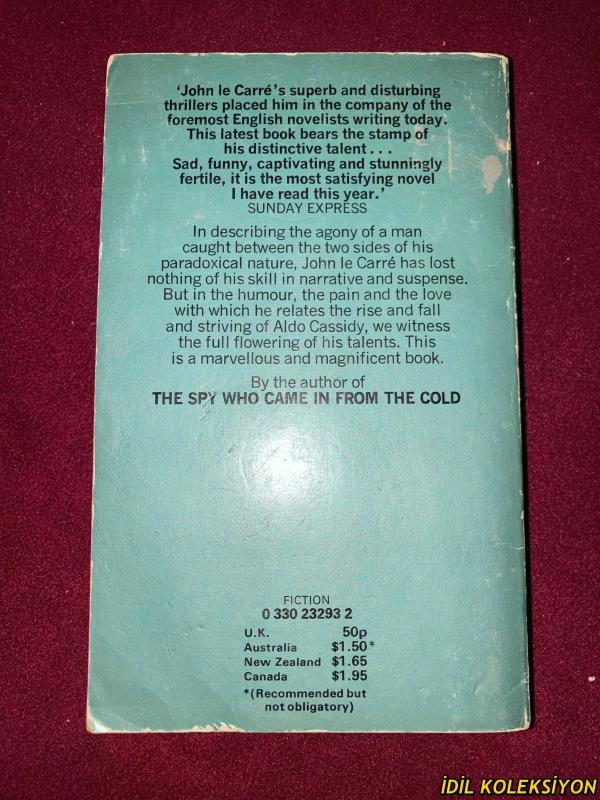 'John le Carré's superb and disturbing
thrillers placed him in the company of the
foremost English novelists writing today.
This latest book bears the stamp of
his distinctive talent . . .
Sad, funny, captivating and stunningly
fertile, it is the most satisfying novel
I have read this year.'
SUNDAY EXPRESS
In describing the agony of a man
caught between the two sides of his
paradoxical nature, John le Carré has lost
nothing of his skill in narrative and suspense.
But in the humour, the pain and the love
with which he relates the rise and fall
and striving of Aldo Cassidy, we witness
the full flowering of his talents. This
is a marvellous and magnificent book.
By the author of
THE SPY WHO CAME IN FROM THE COLD
FICTION
0 330 23293 2
U.K. 50p
Australia $1.50*
New Zealand $1.65
Canada $1.95
*(Recommended but
not obligatory)
İDİL KOLEKSİYON